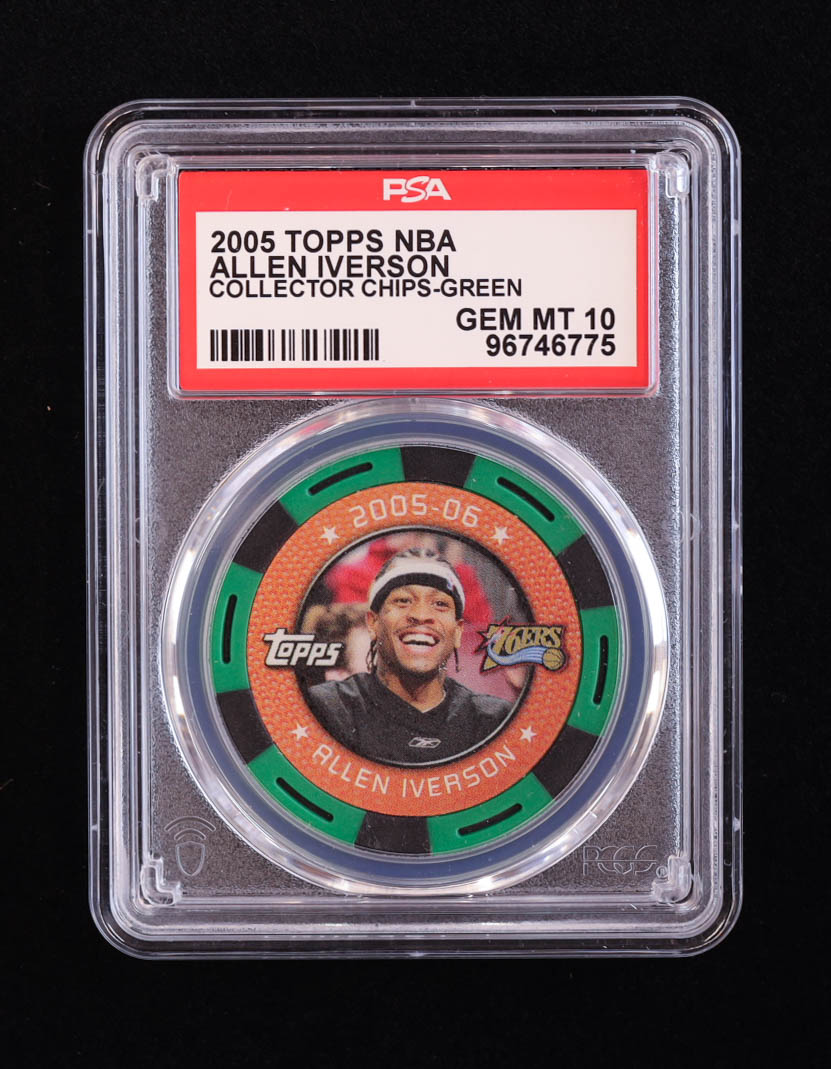 PSA
2005 TOPPS NBA
ALLEN IVERSON
COLLECTOR CHIPS-GREEN
GEM MT 10
96746775
2005-06
topps
76ERS
ALLEN IVERSON
PCGS